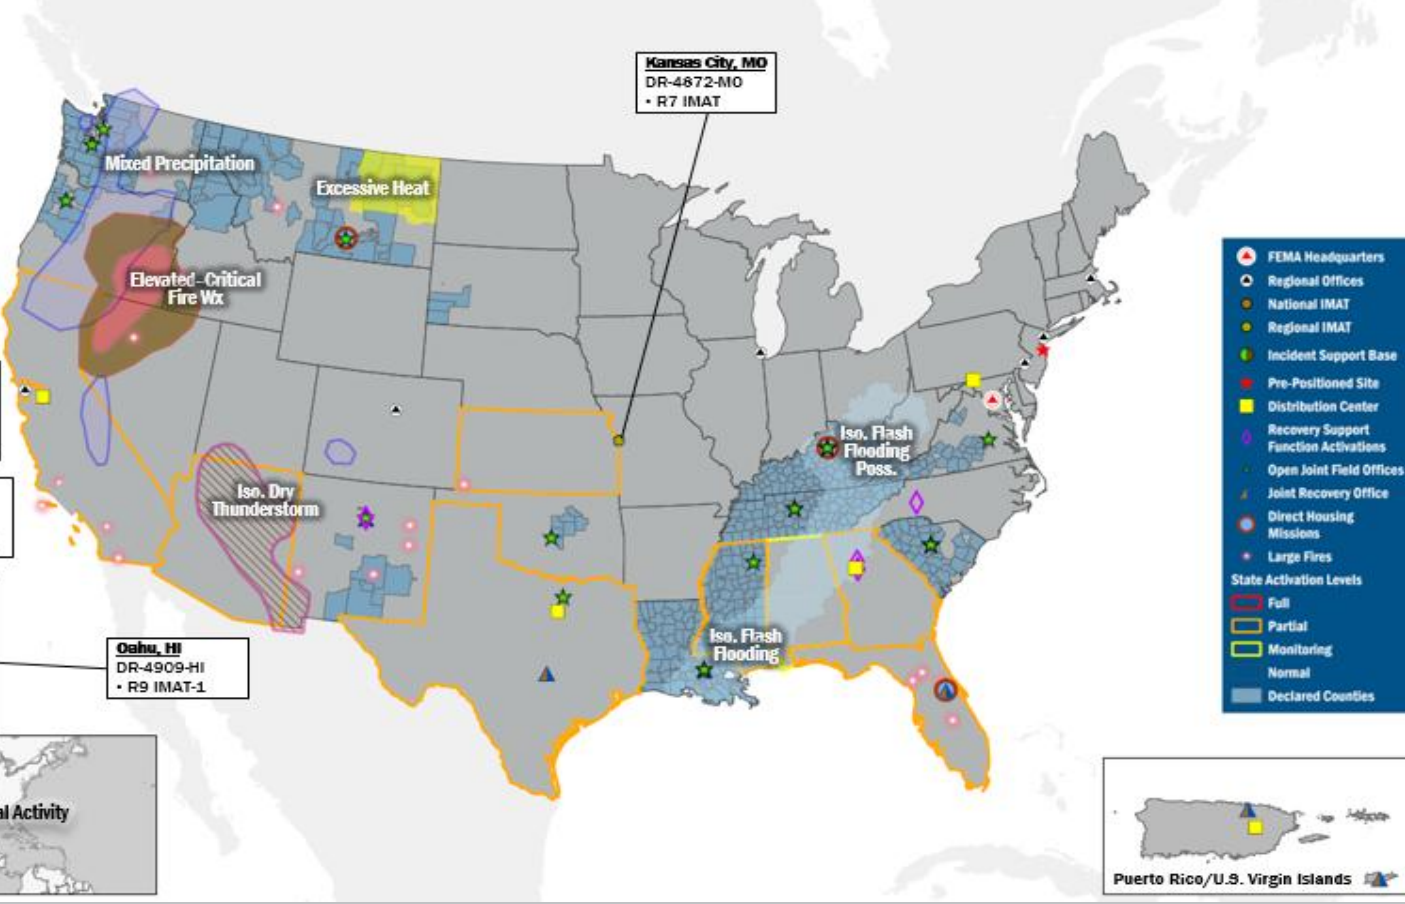 Kansas City, MO
DR-4872-MO
• R7 IMAT
Mixed Precipitation
Excessive Heat
Elevated-Critical
Fire Wx
Iso. Dry
Thunderstorm
Iso. Flash
Flooding
Poss.
Iso. Flash
Flooding
Oahu, HI
DR-4909-HI
• R9 IMAT-1
al Activity
FEMA Headquarters
Regional Offices
National IMAT
Regional IMAT
Incident Support Base
Pre-Positioned Site
Distribution Center
Recovery Support
Function Activations
Open Joint Field Offices
Joint Recovery Office
Direct Housing
Missions
Large Fires
State Activation Levels
Full
Partial
Monitoring
Normal
Declared Counties
Puerto Rico/U.S. Virgin Islands